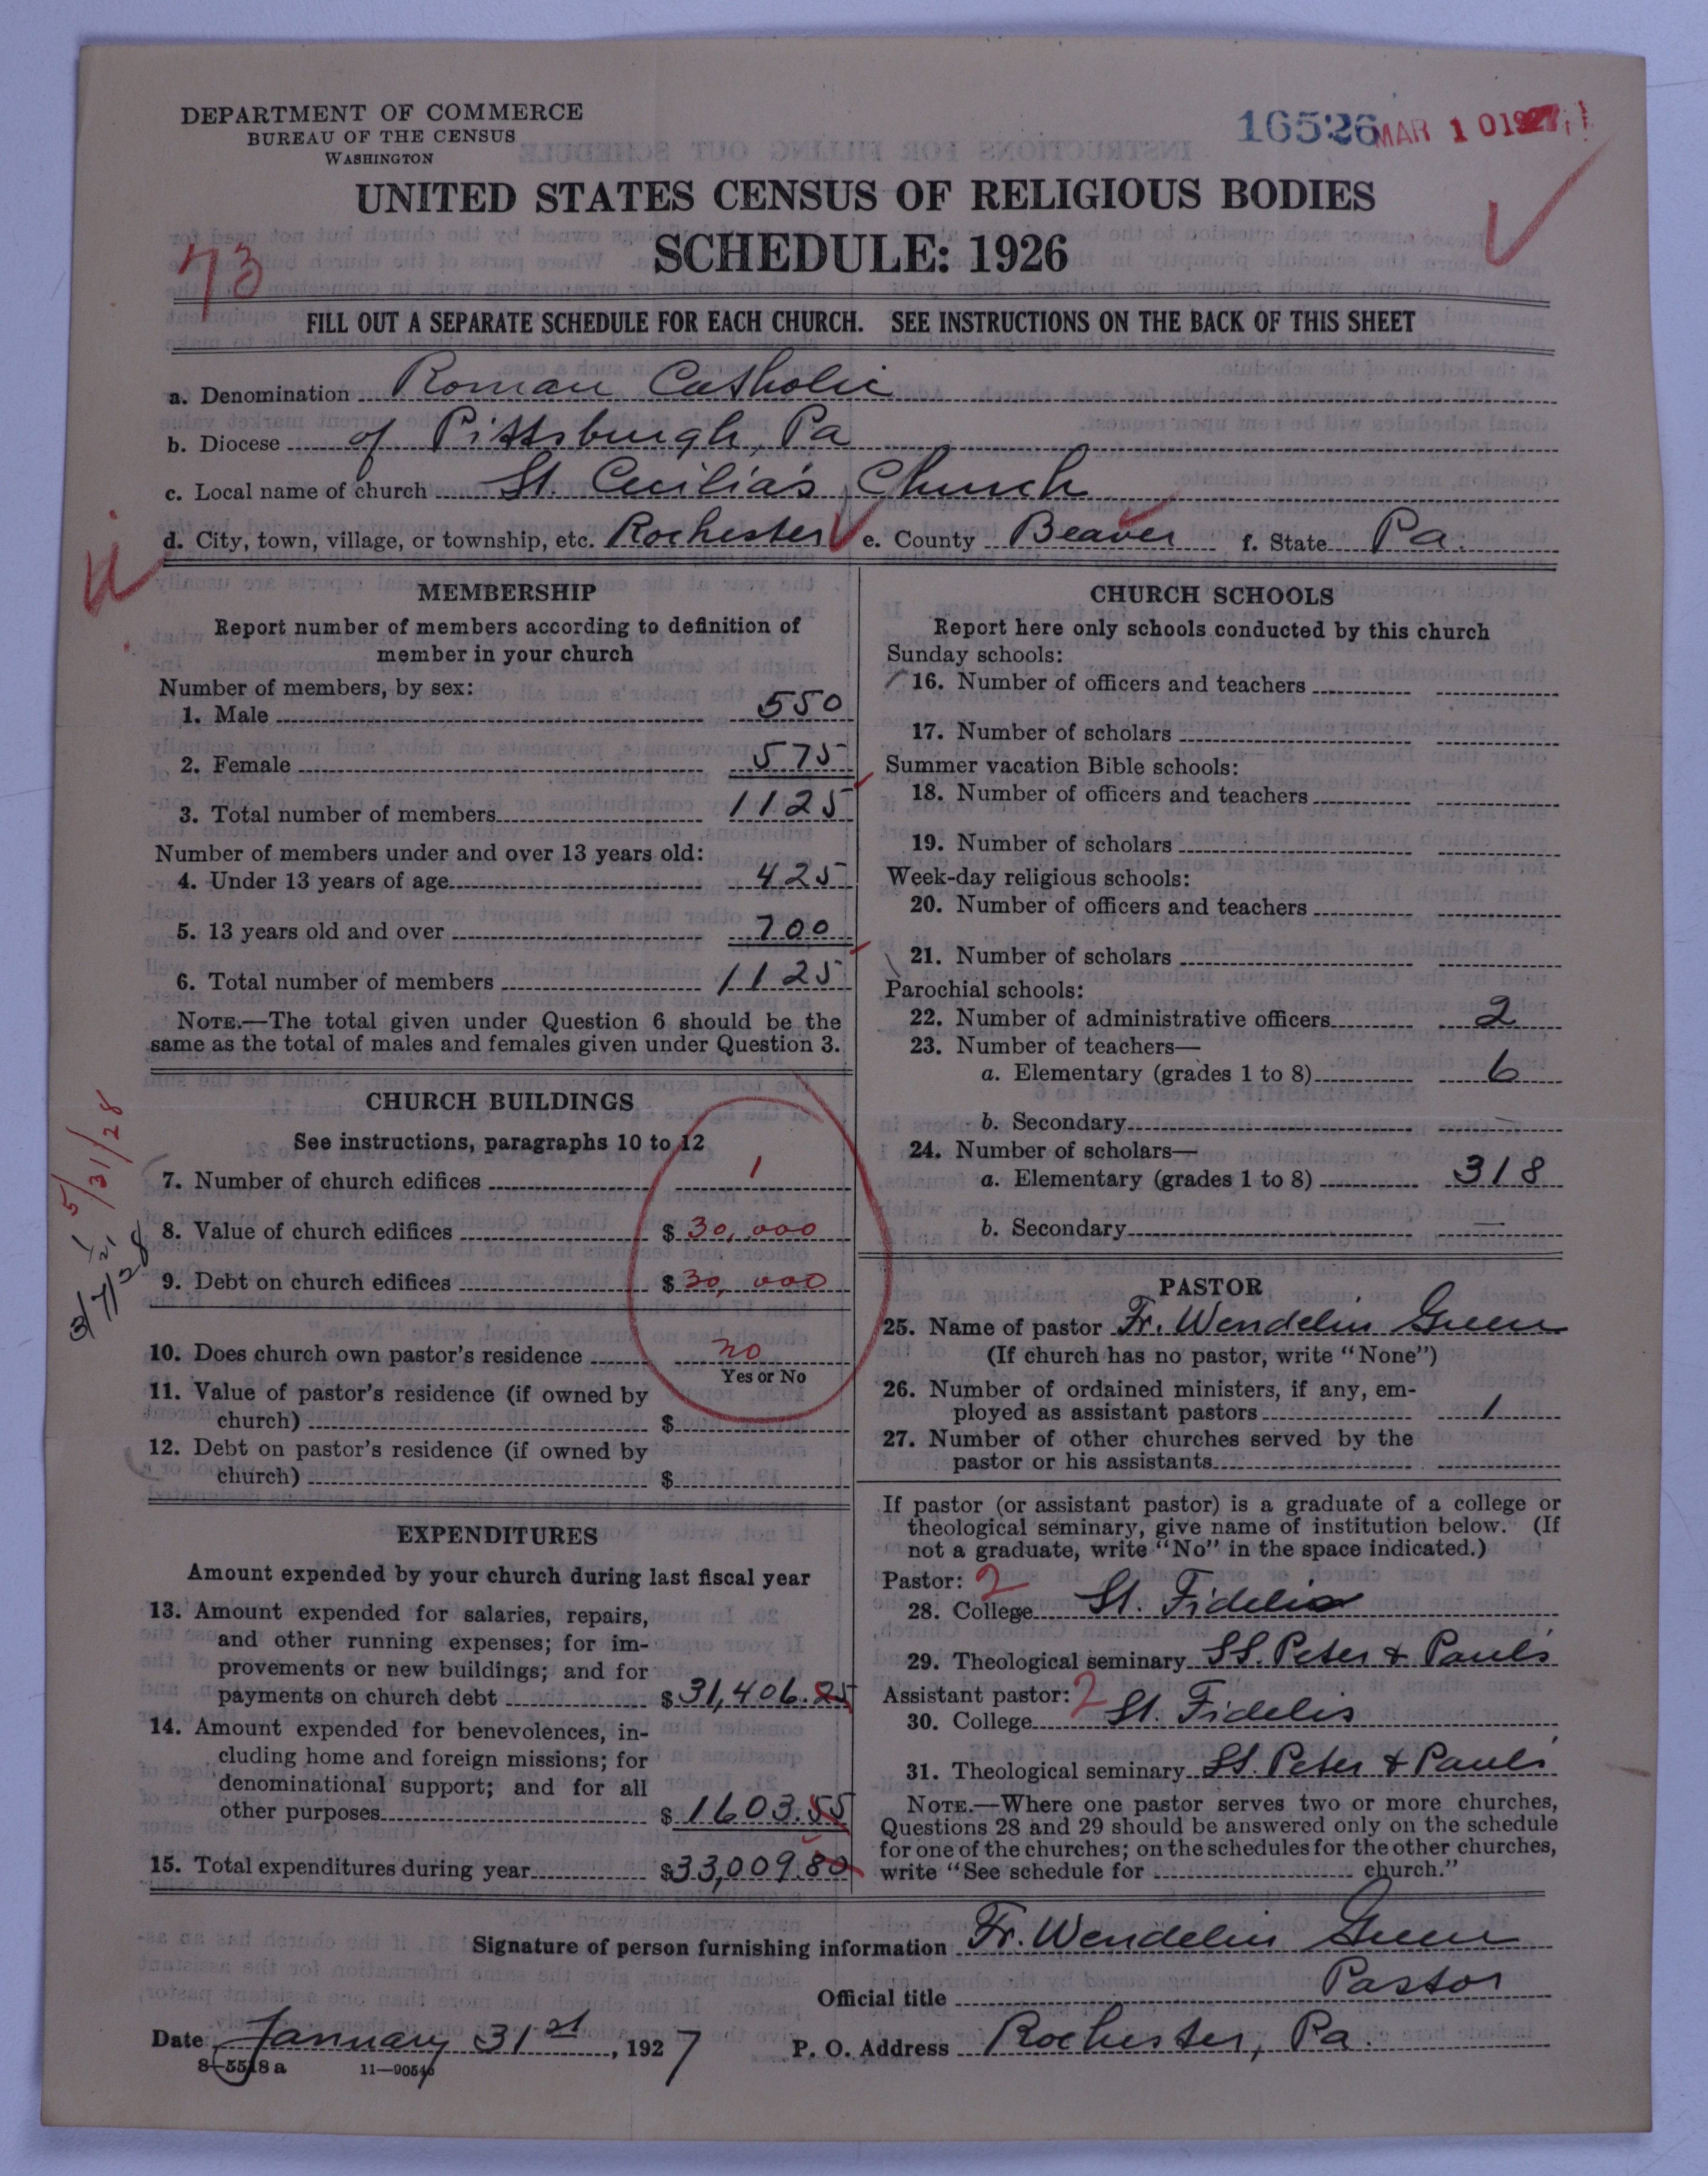 DEPARTMENT OF COMMERCE
BUREAU OF THE CENSUS
WASHINGTON
16526 MAR 10 1927
UNITED STATES CENSUS OF RELIGIOUS BODIES
SCHEDULE: 1926
73
FILL OUT A SEPARATE SCHEDULE FOR EACH CHURCH. SEE INSTRUCTIONS ON THE BACK OF THIS SHEET
a. Denomination Roman Catholic
b. Diocese of Pittsburgh, Pa
c. Local name of church St. Cecilia's Church
d. City, town, village, or township, etc. Rochester e. County Beaver f. State Pa.
MEMBERSHIP
Report number of members according to definition of
member in your church
Number of members, by sex:
1. Male 550
2. Female 575
3. Total number of members 1125
Number of members under and over 13 years old:
4. Under 13 years of age 425
5. 13 years old and over 700
6. Total number of members 1125
NOTE.—The total given under Question 6 should be the
same as the total of males and females given under Question 3.
CHURCH BUILDINGS
See instructions, paragraphs 10 to 12
7. Number of church edifices 1
8. Value of church edifices $ 30,000
9. Debt on church edifices $ 30,000
10. Does church own pastor's residence no
Yes or No
11. Value of pastor's residence (if owned by
church) $
12. Debt on pastor's residence (if owned by
church) $
5/31/28
3/7/28
EXPENDITURES
Amount expended by your church during last fiscal year
13. Amount expended for salaries, repairs,
and other running expenses; for im-
provements or new buildings; and for
payments on church debt $ 31,406.25
14. Amount expended for benevolences, in-
cluding home and foreign missions; for
denominational support; and for all
other purposes $ 1603.55
15. Total expenditures during year $33,009.80
CHURCH SCHOOLS
Report here only schools conducted by this church
Sunday schools:
16. Number of officers and teachers
17. Number of scholars
Summer vacation Bible schools:
18. Number of officers and teachers
19. Number of scholars
Week-day religious schools:
20. Number of officers and teachers
21. Number of scholars
Parochial schools:
22. Number of administrative officers 2
23. Number of teachers—
a. Elementary (grades 1 to 8) 6
b. Secondary —
24. Number of scholars—
a. Elementary (grades 1 to 8) 318
b. Secondary —
PASTOR
25. Name of pastor Fr. Wendelin Green
(If church has no pastor, write "None")
26. Number of ordained ministers, if any, em-
ployed as assistant pastors 1
27. Number of other churches served by the
pastor or his assistants
If pastor (or assistant pastor) is a graduate of a college or
theological seminary, give name of institution below. (If
not a graduate, write "No" in the space indicated.)
Pastor: 2
28. College St. Fidelis
29. Theological seminary SS. Peter & Paul's
Assistant pastor: 2
30. College St. Fidelis
31. Theological seminary SS. Peter & Paul's
NOTE.—Where one pastor serves two or more churches,
Questions 28 and 29 should be answered only on the schedule
for one of the churches; on the schedules for the other churches,
write "See schedule for church."
Signature of person furnishing information Fr. Wendelin Green
Official title Pastor
Date January 31st, 1927 P. O. Address Rochester, Pa.
8-5518a 11-90546